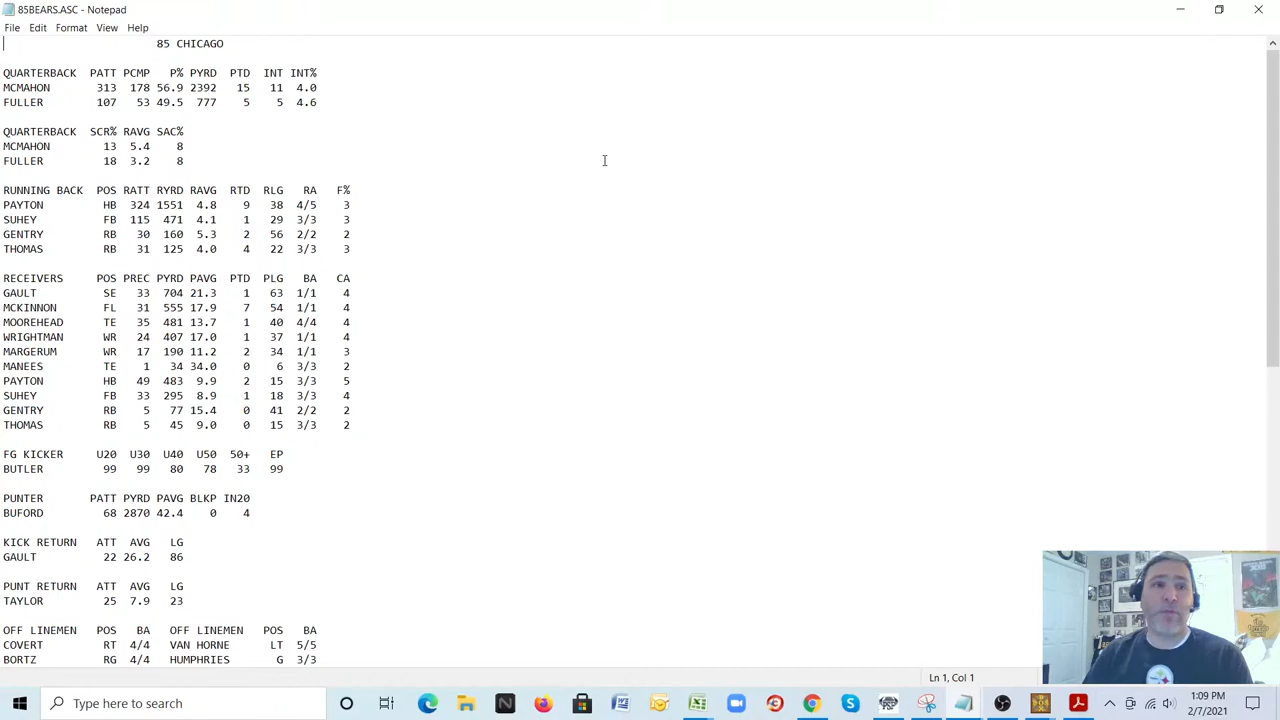 85BEARS.ASC - Notepad
File Edit Format View Help
85 CHICAGO
QUARTERBACK PATT PCMP P% PYRD PTD INT INT%
MCMAHON 313 178 56.9 2392 15 11 4.0
FULLER 107 53 49.5 777 5 5 4.6
QUARTERBACK SCR% RAVG SAC%
MCMAHON 13 5.4 8
FULLER 18 3.2 8
RUNNING BACK POS RATT RYRD RAVG RTD RLG RA F%
PAYTON HB 324 1551 4.8 9 38 4/5 3
SUHEY FB 115 471 4.1 1 29 3/3 3
GENTRY RB 30 160 5.3 2 56 2/2 2
THOMAS RB 31 125 4.0 4 22 3/3 3
RECEIVERS POS PREC PYRD PAVG PTD PLG BA CA
GAULT SE 33 704 21.3 1 63 1/1 4
MCKINNON FL 31 555 17.9 7 54 1/1 4
MOOREHEAD TE 35 481 13.7 1 40 4/4 4
WRIGHTMAN WR 24 407 17.0 1 37 1/1 4
MARGERUM WR 17 190 11.2 2 34 1/1 3
MANEES TE 1 34 34.0 0 6 3/3 2
PAYTON HB 49 483 9.9 2 15 3/3 5
SUHEY FB 33 295 8.9 1 18 3/3 4
GENTRY RB 5 77 15.4 0 41 2/2 2
THOMAS RB 5 45 9.0 0 15 3/3 2
FG KICKER U20 U30 U40 U50 50+ EP
BUTLER 99 99 80 78 33 99
PUNTER PATT PYRD PAVG BLKP IN20
BUFORD 68 2870 42.4 0 4
KICK RETURN ATT AVG LG
GAULT 22 26.2 86
PUNT RETURN ATT AVG LG
TAYLOR 25 7.9 23
OFF LINEMEN POS BA OFF LINEMEN POS BA
COVERT RT 4/4 VAN HORNE LT 5/5
BORTZ RG 4/4 HUMPHRIES G 3/3
Ln 1, Col 1
Type here to search
1:09 PM
2/7/2021